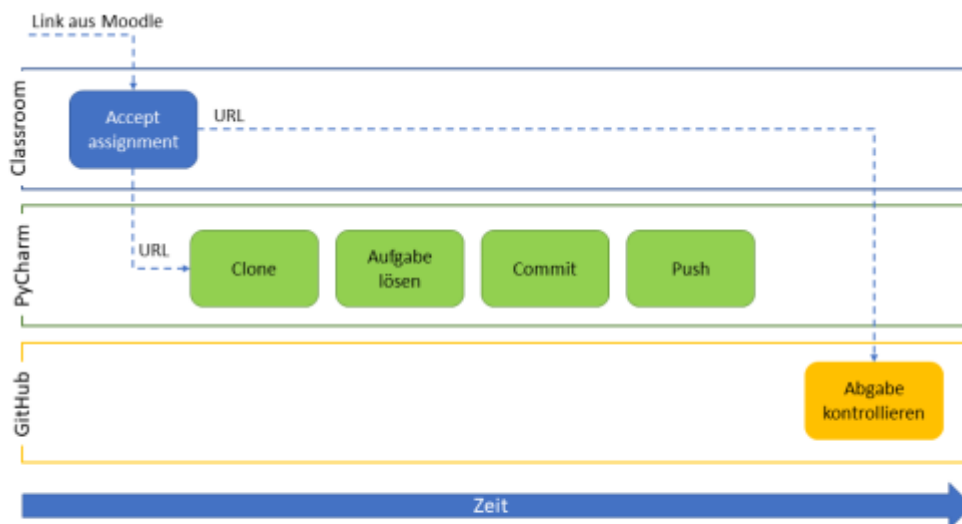 Link aus Moodle
Classroom
Accept
assignment
URL
PyCharm
URL
Clone
Aufgabe
lösen
Commit
Push
GitHub
Abgabe
kontrollieren
Zeit